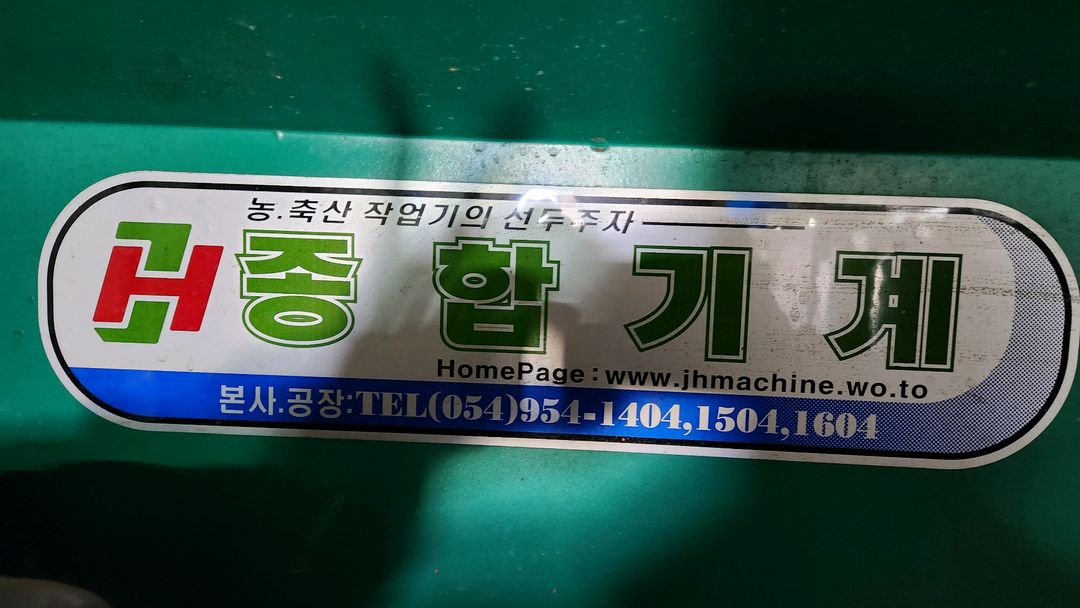 농.축산 작업기의 선두주자
H 종합기계
HomePage : www.jhmachine.wo.to
본사.공장:TEL(054)954-1404,1504,1604